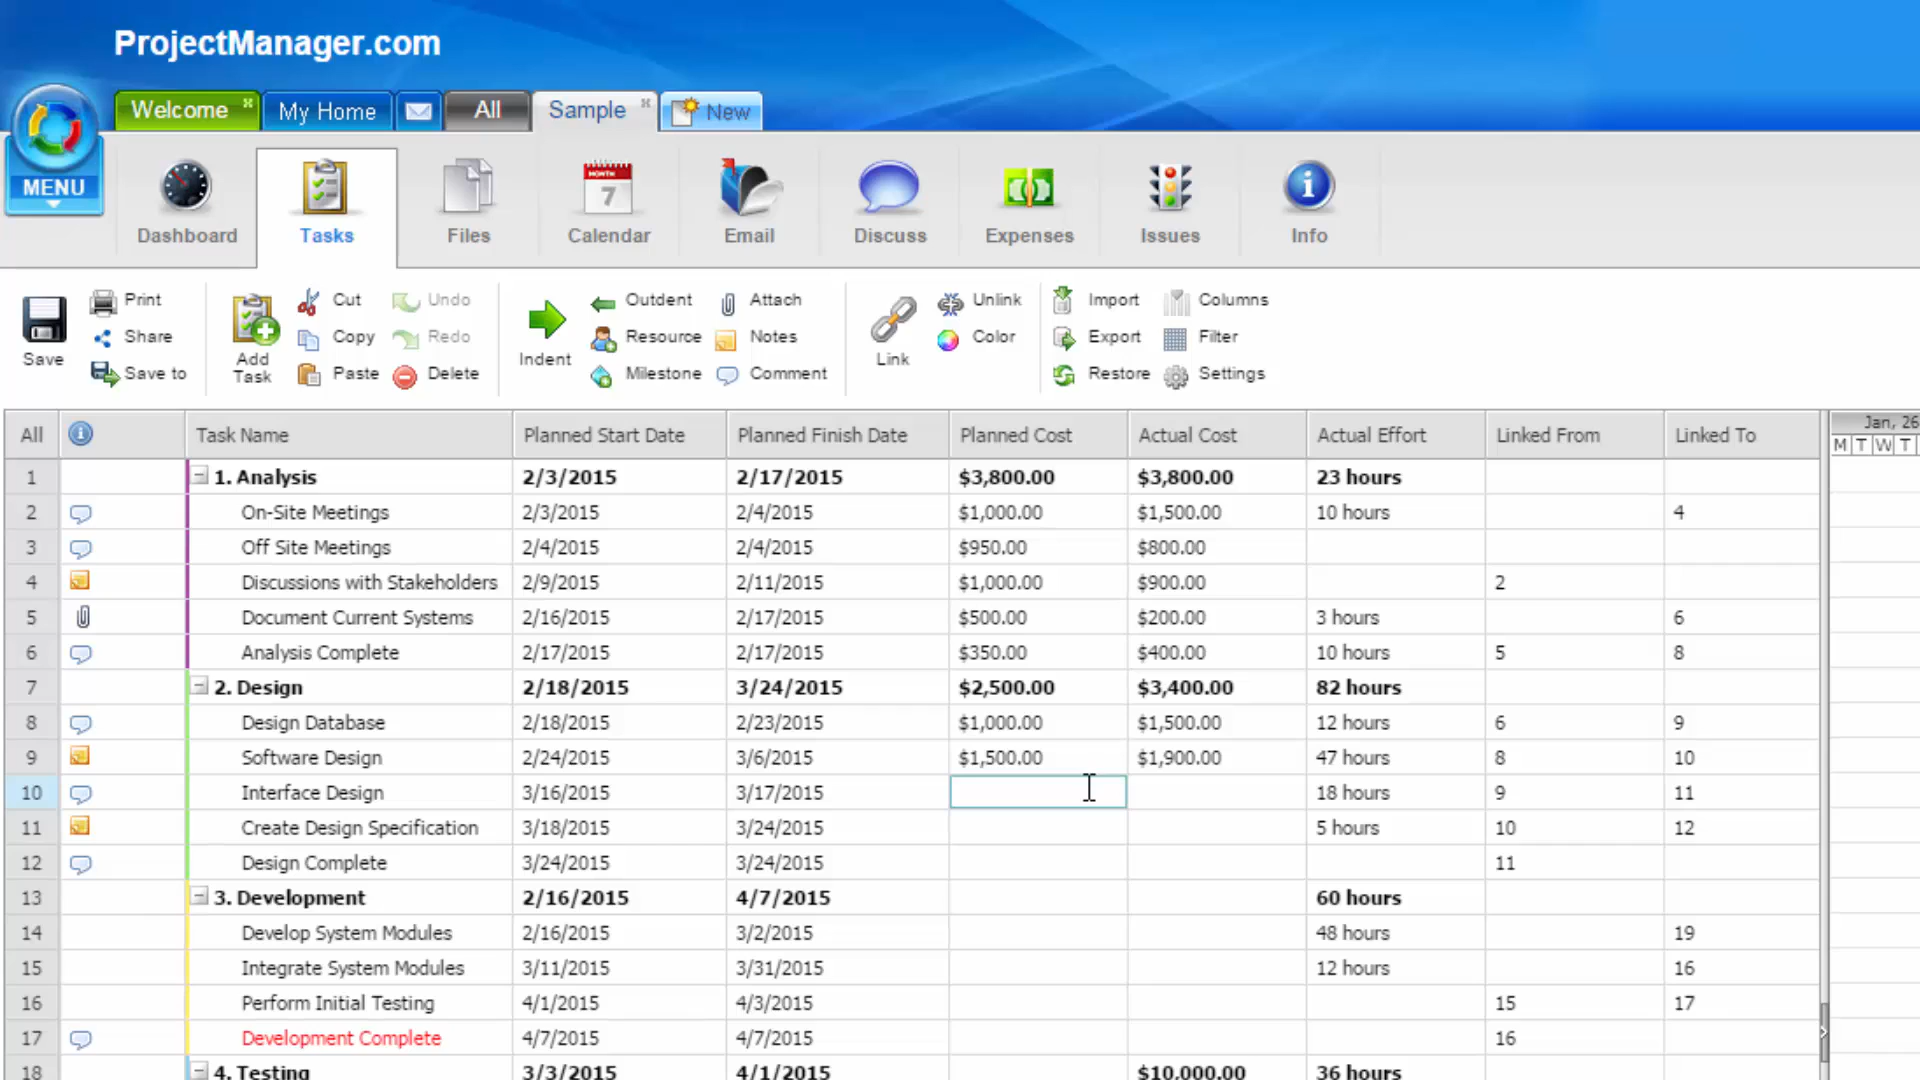 ProjectManager.com
Welcome My Home All Sample New
MENU
Dashboard Tasks Files MONTH 7 Calendar Email Discuss Expenses Issues Info
Print Cut Undo Outdent Attach Unlink Import Columns
Share Copy Redo Resource Notes Color Export Filter
Save Add Task Indent Link
Save to Paste Delete Milestone Comment Restore Settings
All Task Name Planned Start Date Planned Finish Date Planned Cost Actual Cost Actual Effort Linked From Linked To Jan, 26
M T W T
1 1. Analysis 2/3/2015 2/17/2015 $3,800.00 $3,800.00 23 hours
2 On-Site Meetings 2/3/2015 2/4/2015 $1,000.00 $1,500.00 10 hours 4
3 Off Site Meetings 2/4/2015 2/4/2015 $950.00 $800.00
4 Discussions with Stakeholders 2/9/2015 2/11/2015 $1,000.00 $900.00 2
5 Document Current Systems 2/16/2015 2/17/2015 $500.00 $200.00 3 hours 6
6 Analysis Complete 2/17/2015 2/17/2015 $350.00 $400.00 10 hours 5 8
7 2. Design 2/18/2015 3/24/2015 $2,500.00 $3,400.00 82 hours
8 Design Database 2/18/2015 2/23/2015 $1,000.00 $1,500.00 12 hours 6 9
9 Software Design 2/24/2015 3/6/2015 $1,500.00 $1,900.00 47 hours 8 10
10 Interface Design 3/16/2015 3/17/2015 18 hours 9 11
11 Create Design Specification 3/18/2015 3/24/2015 5 hours 10 12
12 Design Complete 3/24/2015 3/24/2015 11
13 3. Development 2/16/2015 4/7/2015 60 hours
14 Develop System Modules 2/16/2015 3/2/2015 48 hours 19
15 Integrate System Modules 3/11/2015 3/31/2015 12 hours 16
16 Perform Initial Testing 4/1/2015 4/3/2015 15 17
17 Development Complete 4/7/2015 4/7/2015 16
18 4. Testing 3/3/2015 4/1/2015 $10,000.00 36 hours